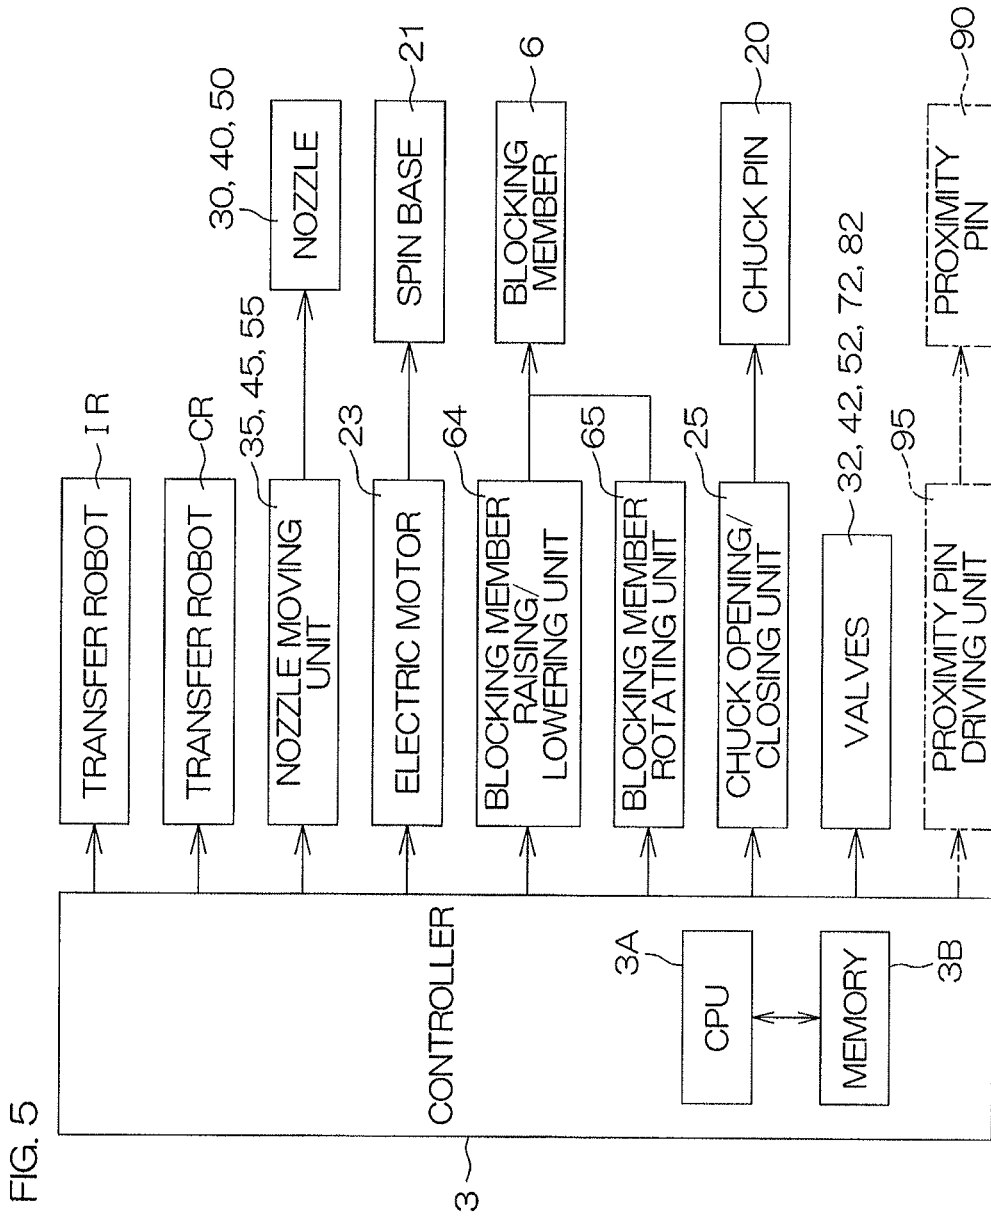 FIG. 5
3
CONTROLLER
CPU
3A
MEMORY
3B
TRANSFER ROBOT
IR
TRANSFER ROBOT
CR
NOZZLE MOVING
UNIT
35, 45, 55
NOZZLE
30, 40, 50
ELECTRIC MOTOR
23
SPIN BASE
21
BLOCKING MEMBER
RAISING/
LOWERING UNIT
64
BLOCKING
MEMBER
6
BLOCKING MEMBER
ROTATING UNIT
65
CHUCK OPENING/
CLOSING UNIT
25
CHUCK PIN
20
VALVES
32, 42, 52, 72, 82
PROXIMITY PIN
DRIVING UNIT
95
PROXIMITY
PIN
90